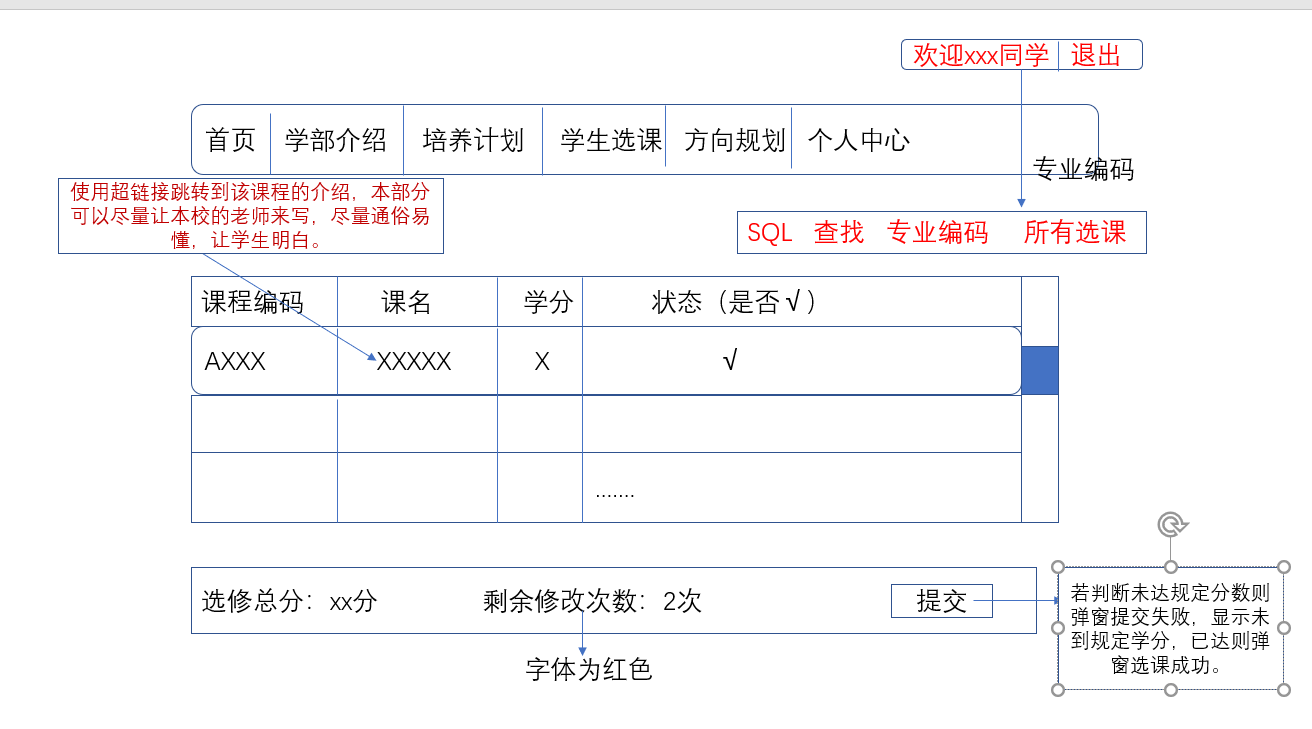 欢迎xxx同学 退出
首页 学部介绍 培养计划 学生选课 方向规划 个人中心
专业编码
使用超链接跳转到该课程的介绍，本部分
可以尽量让本校的老师来写，尽量通俗易
懂，让学生明白。
SQL 查找 专业编码 所有选课
课程编码 课名 学分 状态（是否√）
AXXX XXXXX X √
.......
选修总分：xx分 剩余修改次数：2次 提交
字体为红色
若判断未达规定分数则
弹窗提交失败，显示未
到规定学分，已达则弹
窗选课成功。